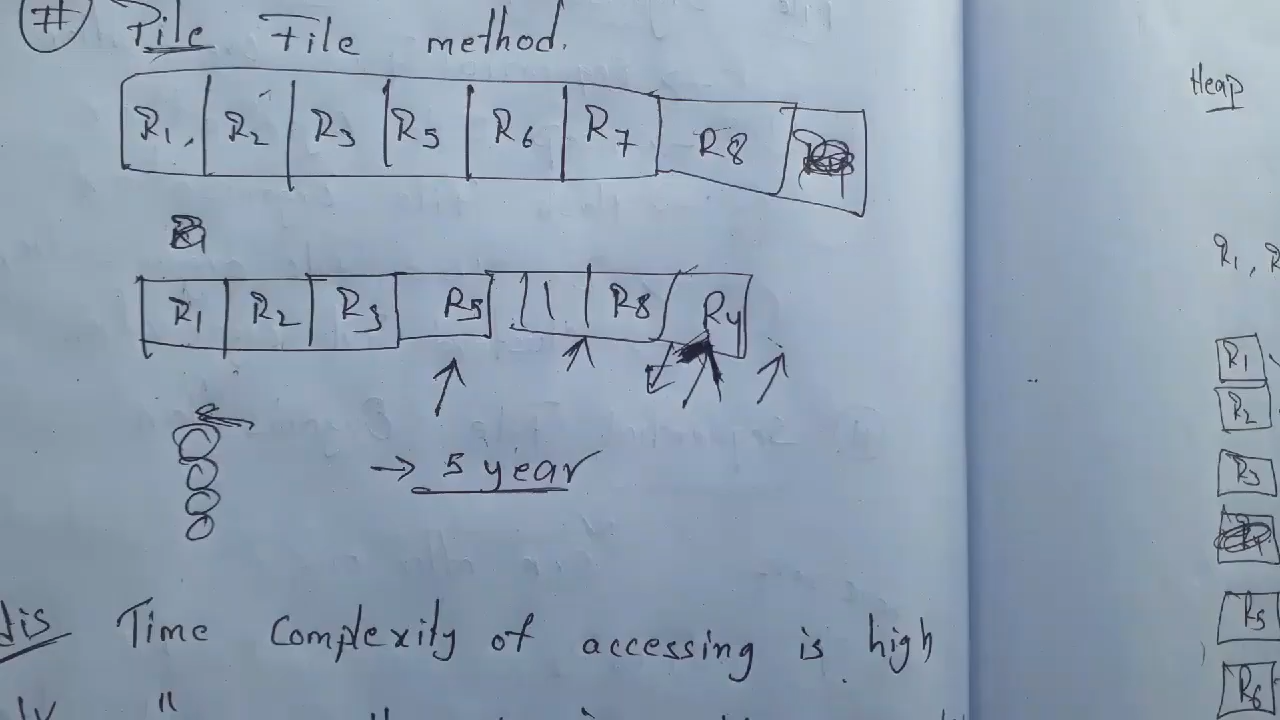 # Pile File method.
R1, R2 R3 R5 R6 R7 R8
R1 R2 R3 R5 R8 R4
→ 5 year
dis Time Complexity of accessing is high
"
Heap
R1,
R1
R2
R3
R5
R6